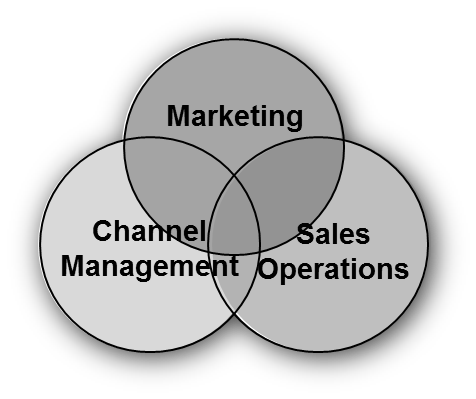 Marketing
Channel
Management
Sales
Operations